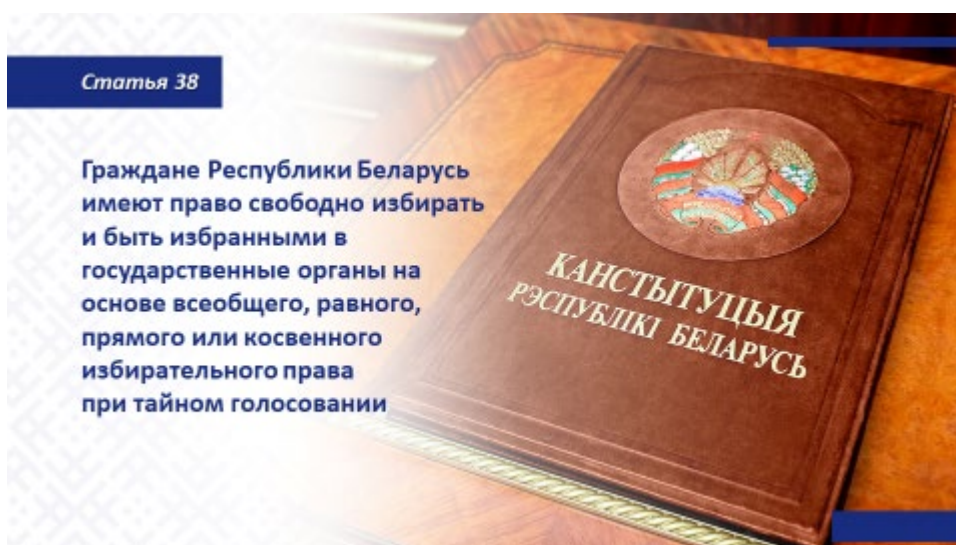 Статья 38
Граждане Республики Беларусь
имеют право свободно избирать
и быть избранными в
государственные органы на
основе всеобщего, равного,
прямого или косвенного
избирательного права
при тайном голосовании
КАНСТЫТУЦЫЯ
РЭСПУБЛІКІ БЕЛАРУСЬ